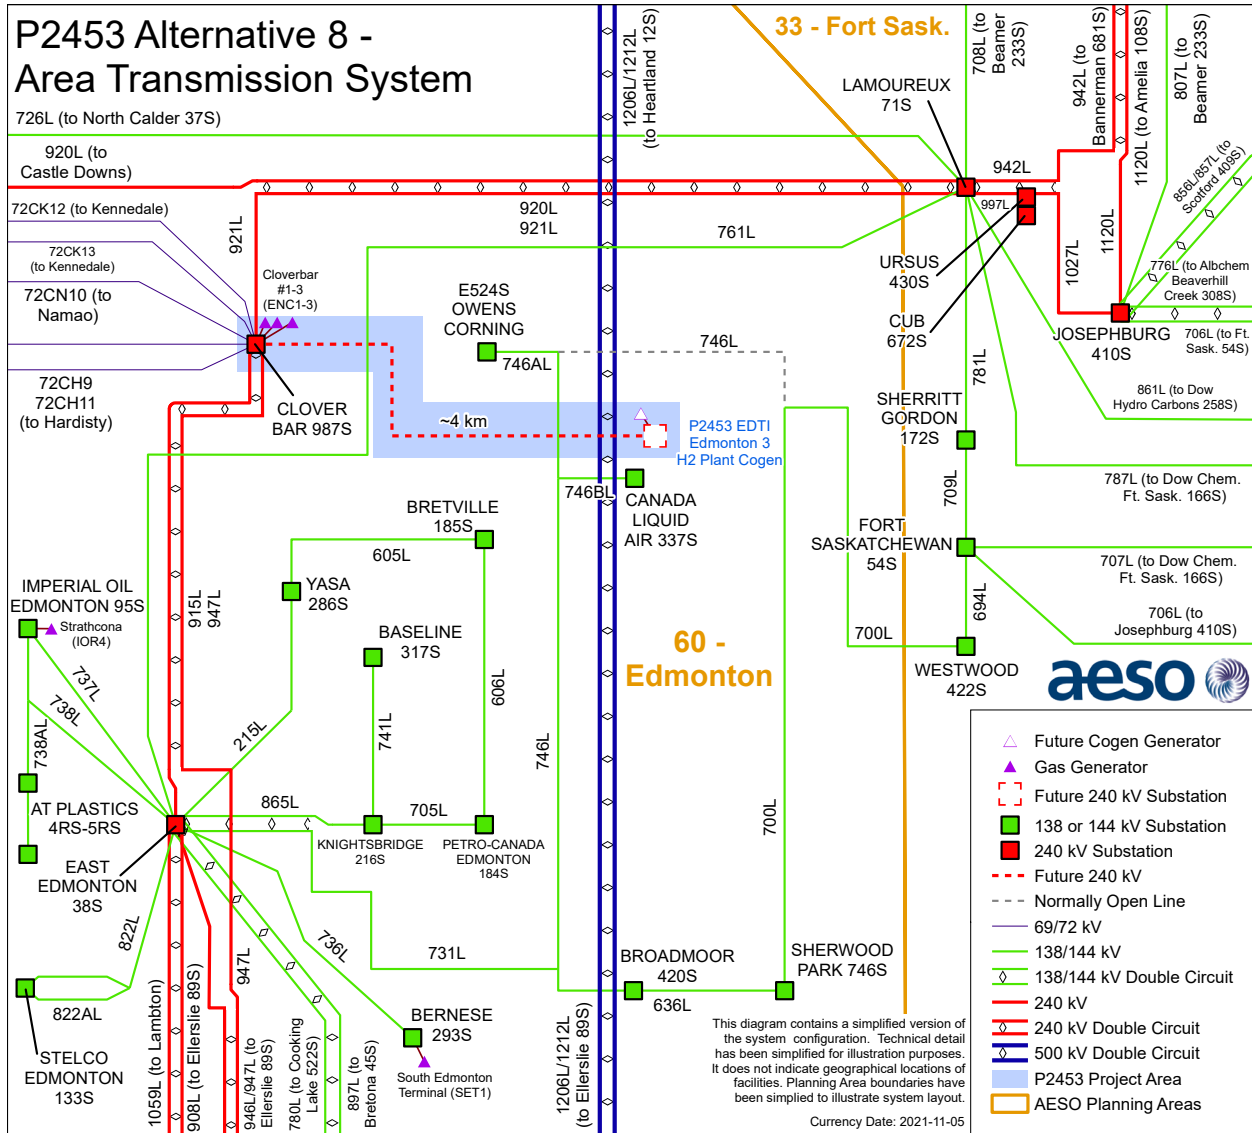 P2453 Alternative 8 -
Area Transmission System
726L (to North Calder 37S)
920L (to
Castle Downs)
72CK12 (to Kennedale)
72CK13
(to Kennedale)
72CN10 (to
Namao)
72CH9
72CH11
(to Hardisty)
921L
Cloverbar
#1-3
(ENC1-3)
CLOVER
BAR 987S
E524S
OWENS
CORNING
746AL
746L
~4 km
920L
921L
761L
1206L/1212L
(to Heartland 12S)
33 - Fort Sask.
708L (to
Beamer
233S)
LAMOUREUX
71S
942L (to
Bannerman 681S)
1120L (to Amelia 108S)
807L (to
Beamer 233S)
856L/857L (to
Scotford 409S)
942L
997L
URSUS
430S
CUB
672S
1027L
1120L
776L (to Albchem
Beaverhill
Creek 308S)
JOSEPHBURG
410S
706L (to Ft.
Sask. 54S)
781L
861L (to Dow
Hydro Carbons 258S)
SHERRITT
GORDON
172S
P2453 EDTI
Edmonton 3
H2 Plant Cogen
787L (to Dow Chem.
Ft. Sask. 166S)
709L
746BL
CANADA
LIQUID
AIR 337S
FORT
SASKATCHEWAN
54S
707L (to Dow Chem.
Ft. Sask. 166S)
706L (to
Josephburg 410S)
694L
700L
WESTWOOD
422S
BRETVILLE
185S
605L
YASA
286S
BASELINE
317S
606L
741L
915L
947L
IMPERIAL OIL
EDMONTON 95S
Strathcona
(IOR4)
737L
738L
738AL
215L
60 -
Edmonton
746L
700L
AT PLASTICS
4RS-5RS
865L
705L
KNIGHTSBRIDGE
216S
PETRO-CANADA
EDMONTON
184S
EAST
EDMONTON
38S
822L
822AL
STELCO
EDMONTON
133S
947L
736L
731L
BROADMOOR
420S
636L
SHERWOOD
PARK 746S
BERNESE
293S
South Edmonton
Terminal (SET1)
1059L (to Lambton)
908L (to Ellerslie 89S)
946L/947L (to
Ellerslie 89S)
780L (to Cooking
Lake 522S)
897L (to
Bretona 45S)
1206L/1212L
(to Ellerslie 89S)
aeso
Future Cogen Generator
Gas Generator
Future 240 kV Substation
138 or 144 kV Substation
240 kV Substation
Future 240 kV
Normally Open Line
69/72 kV
138/144 kV
138/144 kV Double Circuit
240 kV
240 kV Double Circuit
500 kV Double Circuit
P2453 Project Area
AESO Planning Areas
This diagram contains a simplified version of
the system configuration. Technical detail
has been simplified for illustration purposes.
It does not indicate geographical locations of
facilities. Planning Area boundaries have
been simplied to illustrate system layout.
Currency Date: 2021-11-05